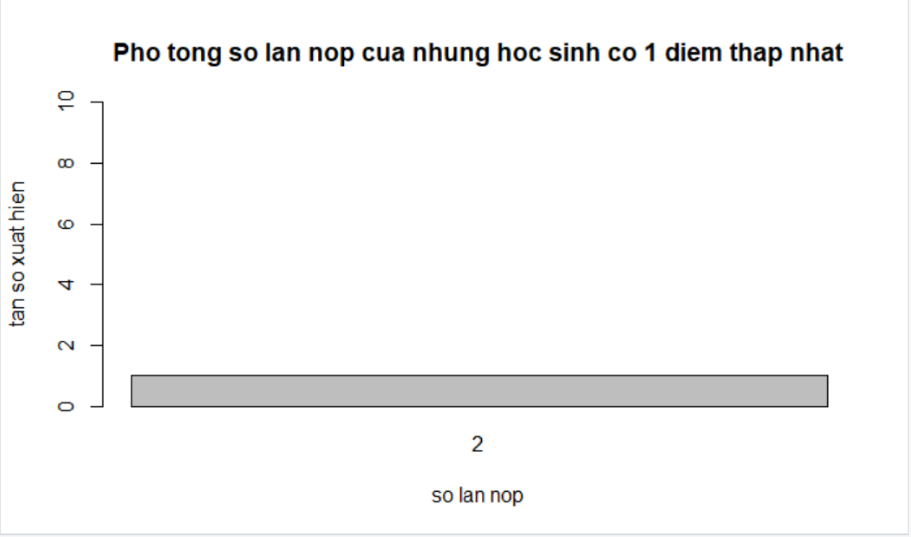 Pho tong so lan nop cua nhung hoc sinh co 1 diem thap nhat
tan so xuat hien
10
8
6
4
2
0
2
so lan nop